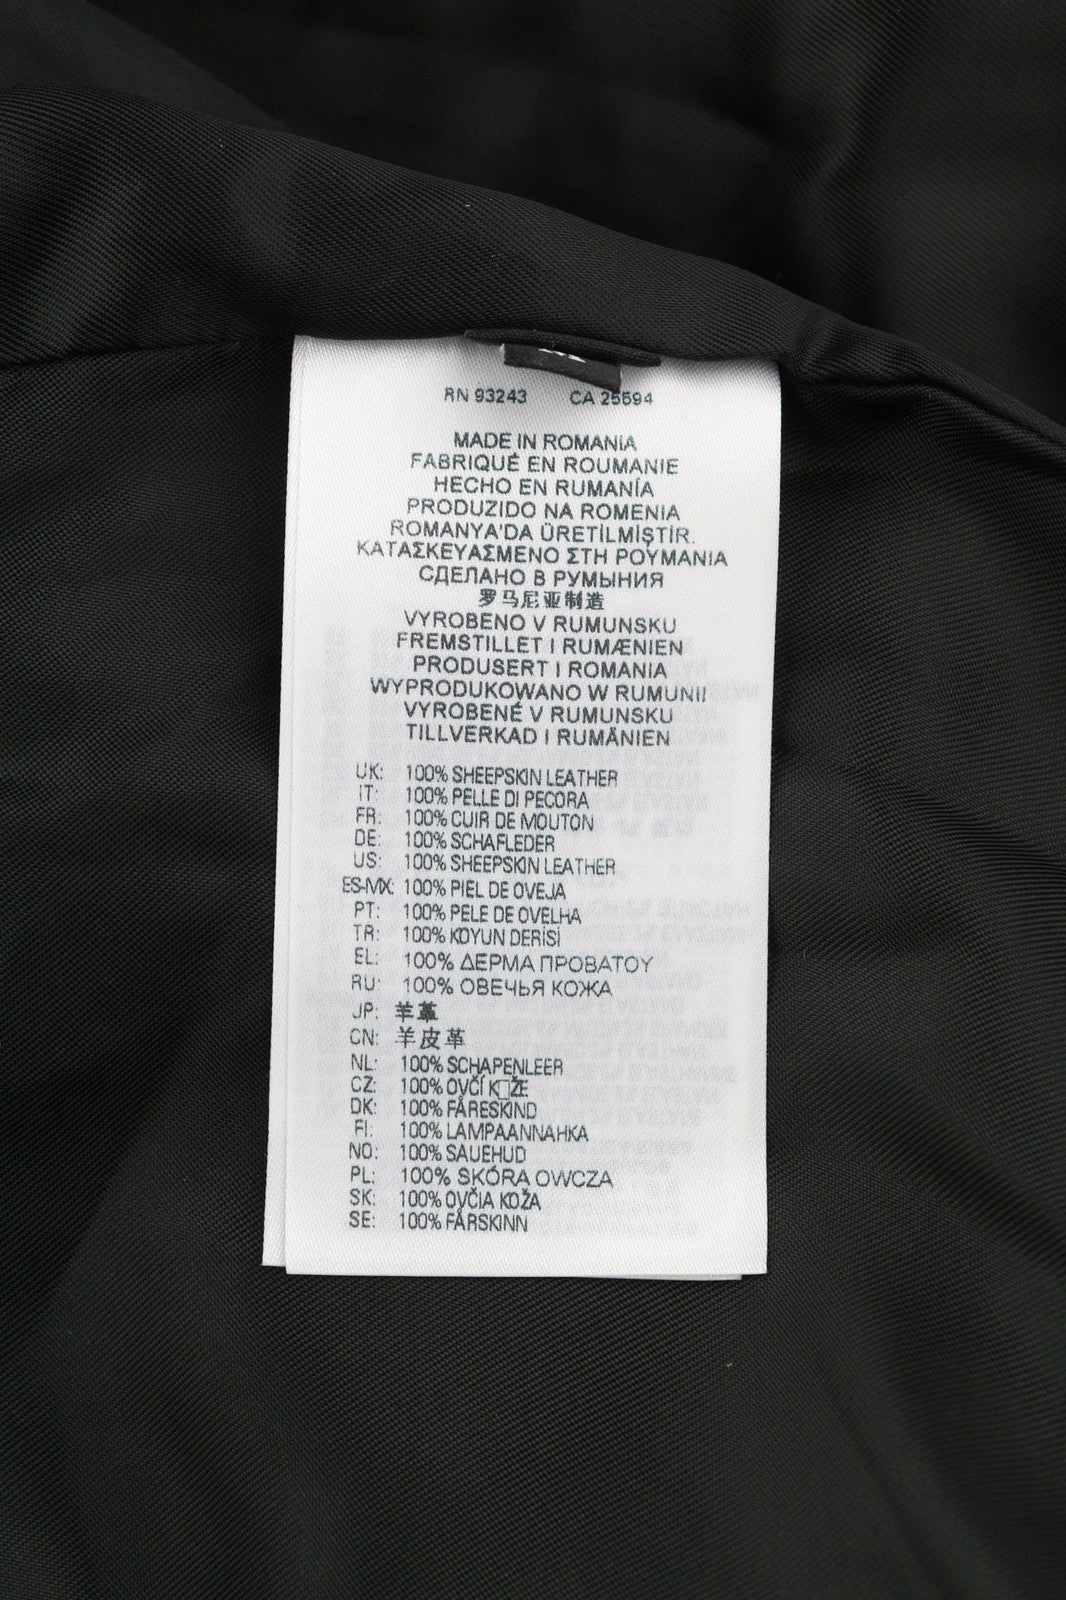 RN 93243 CA 25594
MADE IN ROMANIA
FABRIQUÉ EN ROUMANIE
HECHO EN RUMANÍA
PRODUZIDO NA ROMENIA
ROMANYA'DA ÜRETİLMİŞTİR.
ΚΑΤΑΣΚΕΥΑΣΜΕΝΟ ΣΤΗ ΡΟΥΜΑΝΙΑ
СДЕЛАНО В РУМЫНИЯ
罗马尼亚制造
VYROBENO V RUMUNSKU
FREMSTILLET I RUMÆNIEN
PRODUSERT I ROMANIA
WYPRODUKOWANO W RUMUNII
VYROBENÉ V RUMUNSKU
TILLVERKAD I RUMÄNIEN
UK: 100% SHEEPSKIN LEATHER
IT: 100% PELLE DI PECORA
FR: 100% CUIR DE MOUTON
DE: 100% SCHAFLEDER
US: 100% SHEEPSKIN LEATHER
ES-MX: 100% PIEL DE OVEJA
PT: 100% PELE DE OVELHA
TR: 100% KOYUN DERİSİ
EL: 100% ΔΕΡΜΑ ΠΡΟΒΑΤΟΥ
RU: 100% ОВЕЧЬЯ КОЖА
JP: 羊革
CN: 羊皮革
NL: 100% SCHAPENLEER
CZ: 100% OVČÍ K□ŽE
DK: 100% FÅRESKIND
FI: 100% LAMPAANNAHKA
NO: 100% SAUEHUD
PL: 100% SKÓRA OWCZA
SK: 100% OVČIA KOŽA
SE: 100% FÅRSKINN